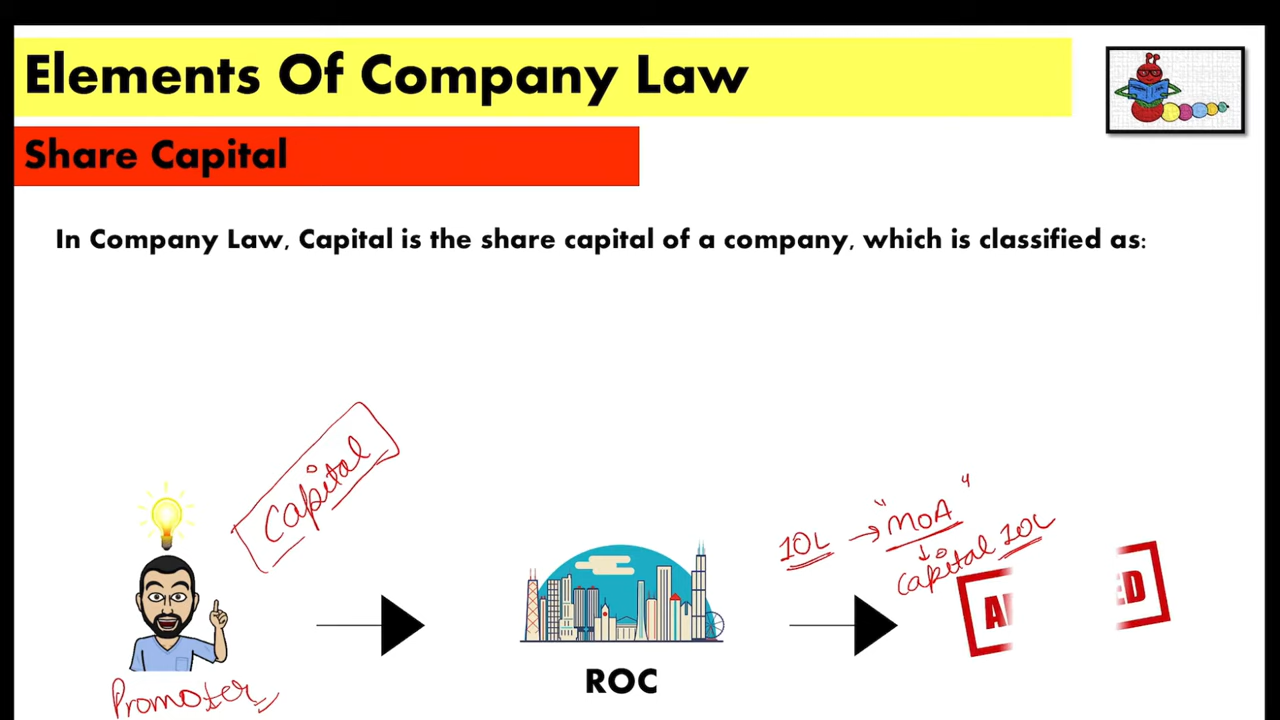 Elements Of Company Law
Share Capital
In Company Law, Capital is the share capital of a company, which is classified as:
Capital
10L → "MOA"
↓
Capital 10L
ED
ROC
Promoter